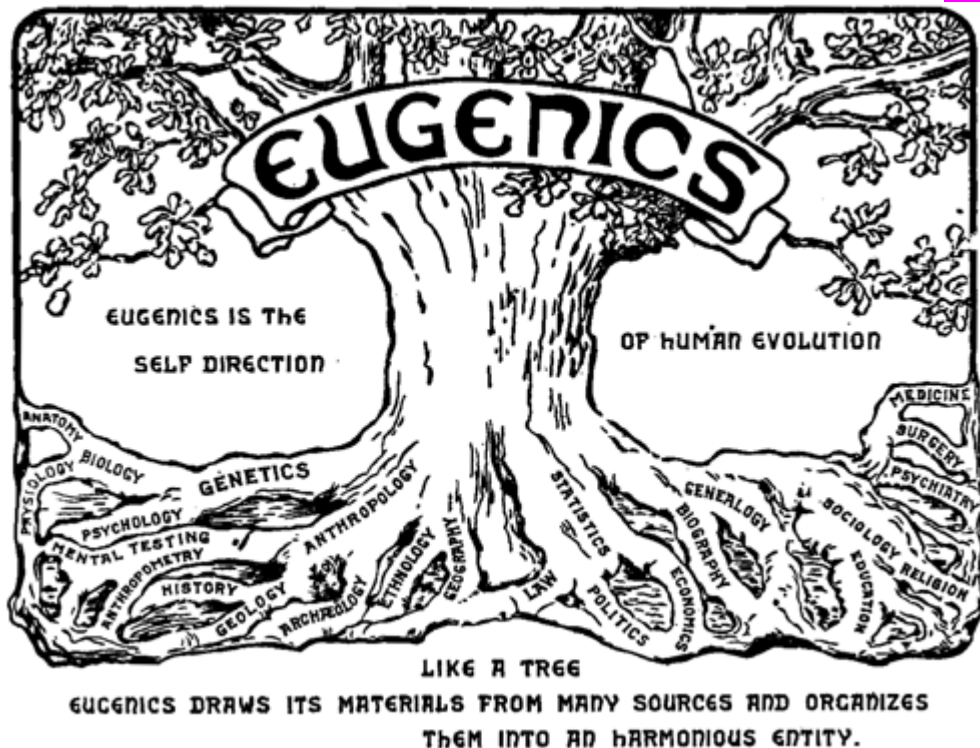 EUGENICS
EUGENICS IS THE
SELF DIRECTION
OF HUMAN EVOLUTION
ANATOMY
PHYSIOLOGY
BIOLOGY
GENETICS
PSYCHOLOGY
MENTAL TESTING
ANTHROPOMETRY
HISTORY
GEOLOGY
ANTHROPOLOGY
ARCHÆOLOGY
ETHNOLOGY
GEOGRAPHY
LAW
STATISTICS
POLITICS
ECONOMICS
BIOGRAPHY
GENEALOGY
EDUCATION
SOCIOLOGY
RELIGION
PSYCHIATRY
SURGERY
MEDICINE
LIKE A TREE
EUGENICS DRAWS ITS MATERIALS FROM MANY SOURCES AND ORGANIZES
THEM INTO AN HARMONIOUS ENTITY.